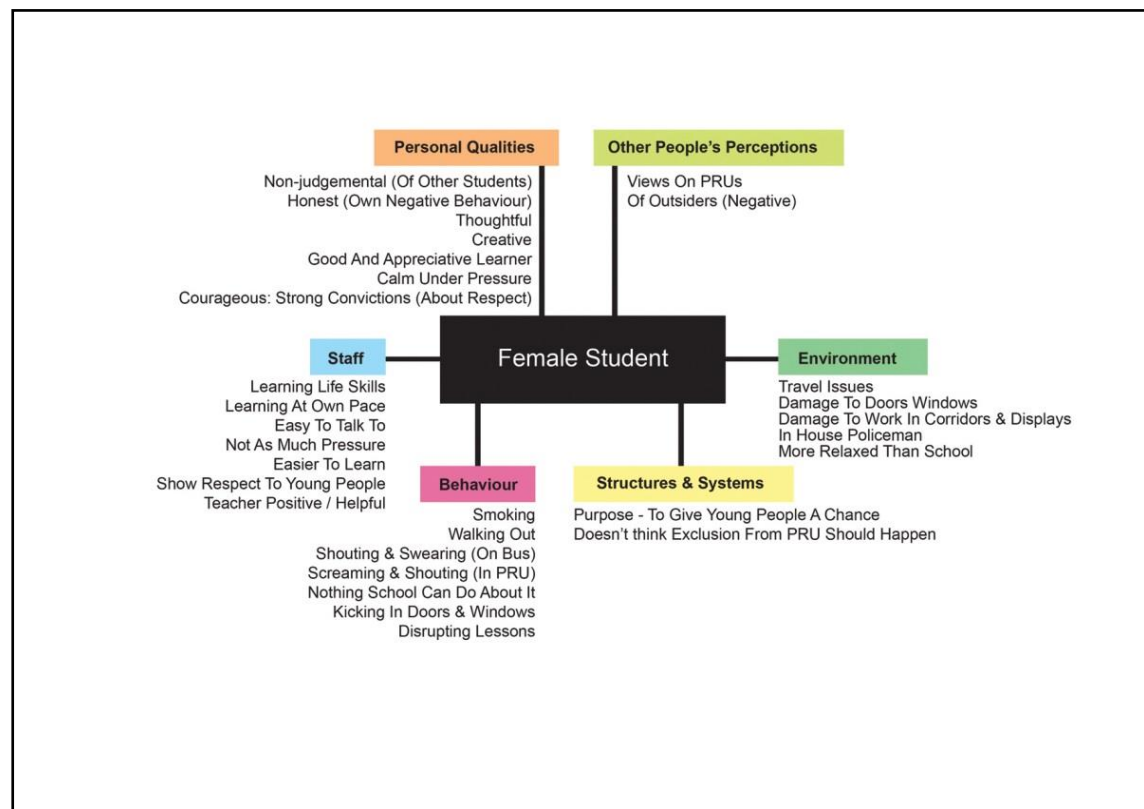 Personal Qualities
Non-judgemental (Of Other Students)
Honest (Own Negative Behaviour)
Thoughtful
Creative
Good And Appreciative Learner
Calm Under Pressure
Courageous: Strong Convictions (About Respect)
Other People's Perceptions
Views On PRUs
Of Outsiders (Negative)
Female Student
Staff
Learning Life Skills
Learning At Own Pace
Easy To Talk To
Not As Much Pressure
Easier To Learn
Show Respect To Young People
Teacher Positive / Helpful
Environment
Travel Issues
Damage To Doors Windows
Damage To Work In Corridors & Displays
In House Policeman
More Relaxed Than School
Behaviour
Smoking
Walking Out
Shouting & Swearing (On Bus)
Screaming & Shouting (In PRU)
Nothing School Can Do About It
Kicking In Doors & Windows
Disrupting Lessons
Structures & Systems
Purpose - To Give Young People A Chance
Doesn't think Exclusion From PRU Should Happen